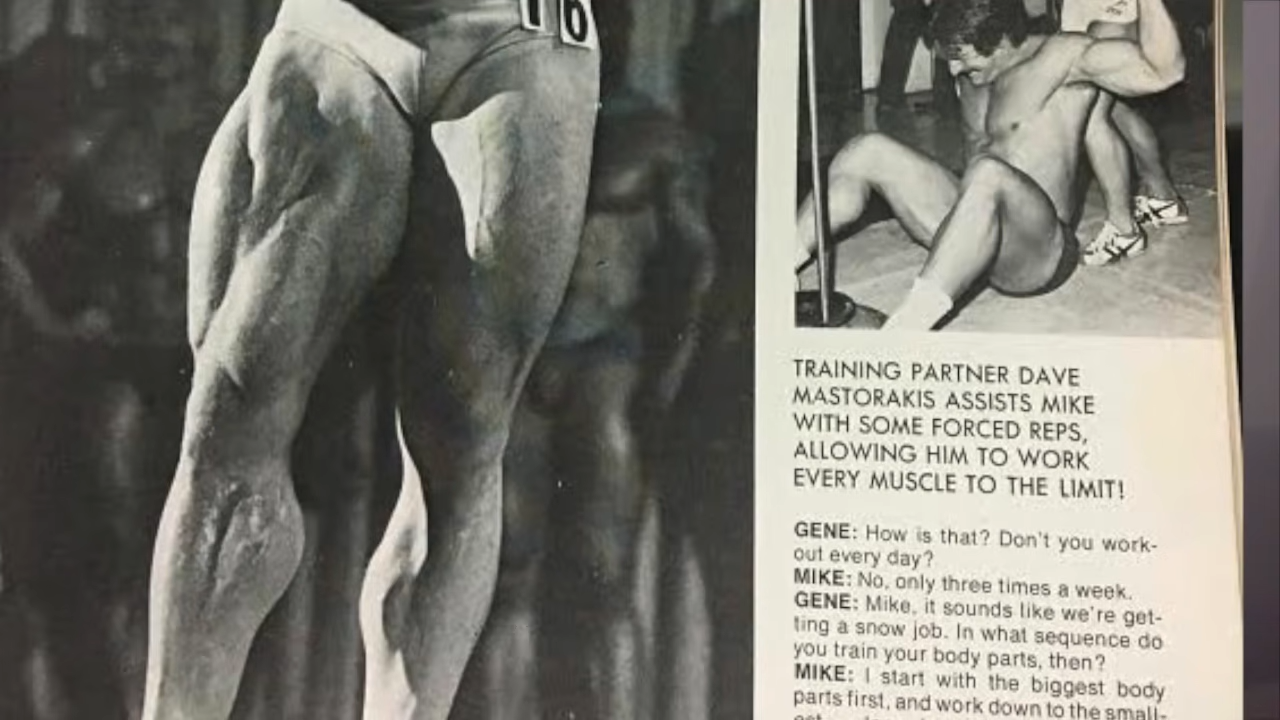 16
TRAINING PARTNER DAVE
MASTORAKIS ASSISTS MIKE
WITH SOME FORCED REPS,
ALLOWING HIM TO WORK
EVERY MUSCLE TO THE LIMIT!
GENE: How is that? Don't you work-
out every day?
MIKE: No, only three times a week.
GENE: Mike, it sounds like we're get-
ting a snow job. In what sequence do
you train your body parts, then?
MIKE: I start with the biggest body
parts first, and work down to the small-